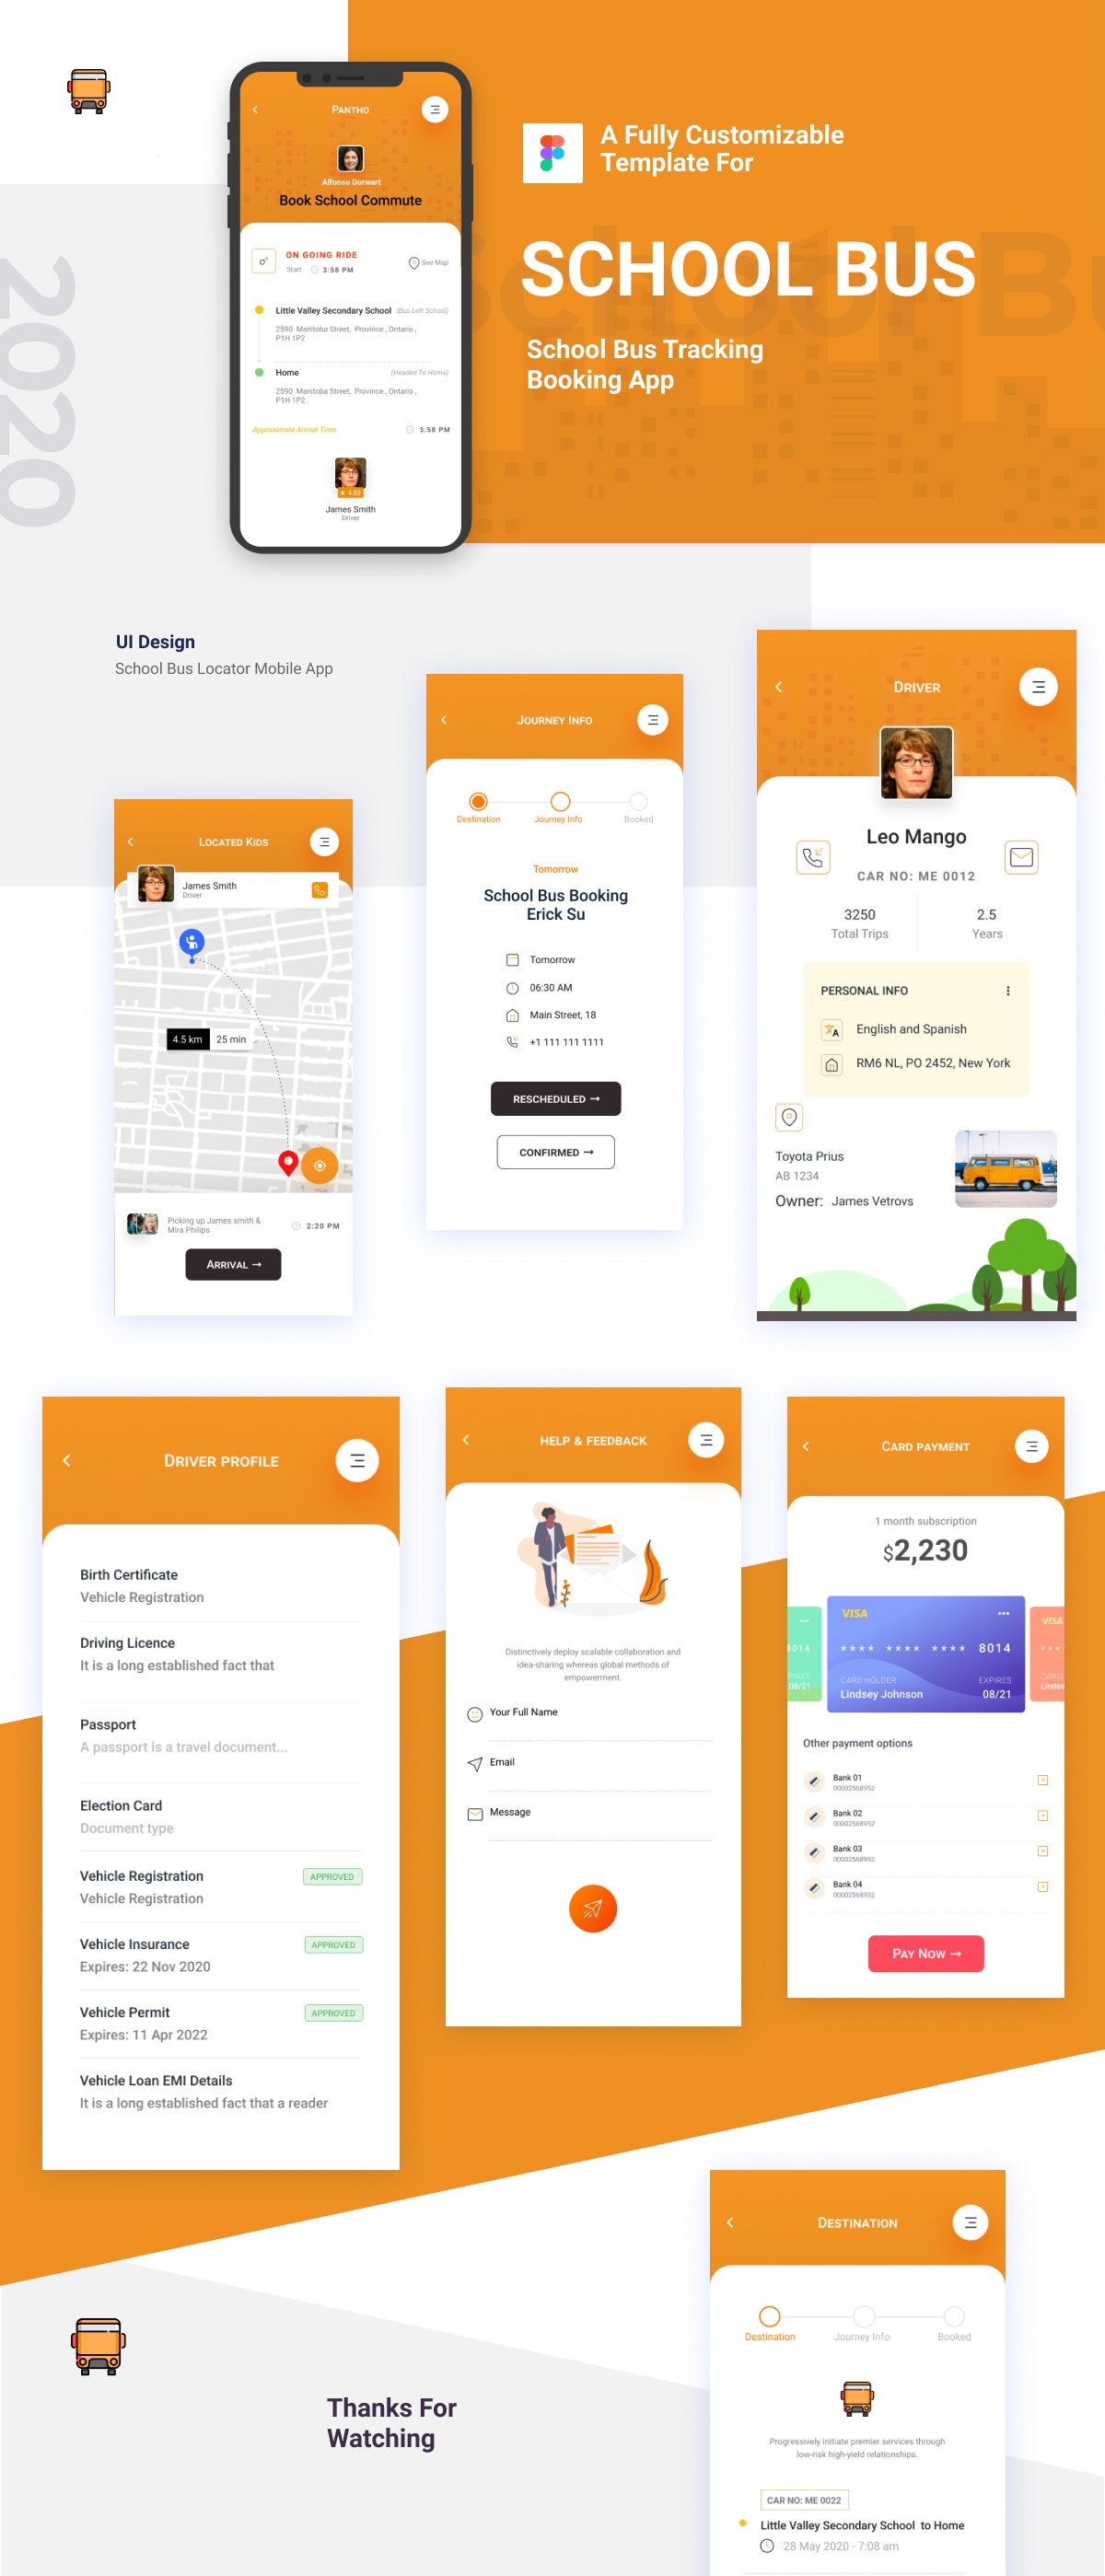 A Fully Customizable
Template For
SCHOOL BUS
School Bus
School Bus Tracking
Booking App
2020
PANTHO
Alfonso Dorwart
Book School Commute
ON GOING RIDE
Start 3:58 PM
See Map
Little Valley Secondary School (Bus Left School)
2590 Manitoba Street, Province , Ontario ,
P1H 1P2
Home (Headed To Home)
2590 Manitoba Street, Province , Ontario ,
P1H 1P2
Approximate Arrival Time 3:58 PM
★ 4.89
James Smith
Driver
UI Design
School Bus Locator Mobile App
LOCATED KIDS
James Smith
Driver
4.5 km 25 min
Picking up James smith &
Mira Philips
2:20 PM
ARRIVAL →
JOURNEY INFO
Destination Journey Info Booked
Tomorrow
School Bus Booking
Erick Su
Tomorrow
06:30 AM
Main Street, 18
+1 111 111 1111
RESCHEDULED →
CONFIRMED →
DRIVER
Leo Mango
CAR NO: ME 0012
3250 2.5
Total Trips Years
PERSONAL INFO
English and Spanish
RM6 NL, PO 2452, New York
Toyota Prius
AB 1234
Owner: James Vetrovs
DRIVER PROFILE
Birth Certificate
Vehicle Registration
Driving Licence
It is a long established fact that
Passport
A passport is a travel document...
Election Card
Document type
Vehicle Registration APPROVED
Vehicle Registration
Vehicle Insurance APPROVED
Expires: 22 Nov 2020
Vehicle Permit APPROVED
Expires: 11 Apr 2022
Vehicle Loan EMI Details
It is a long established fact that a reader
HELP & FEEDBACK
Distinctively deploy scalable collaboration and
idea-sharing whereas global methods of
empowerment.
Your Full Name
Email
Message
CARD PAYMENT
1 month subscription
$2,230
VISA
**** **** **** 8014
CARD HOLDER EXPIRES
Lindsey Johnson 08/21
8014
08/21
VISA
CARD
Other payment options
Bank 01
00002568952
Bank 02
00002568952
Bank 03
00002568952
Bank 04
00002568952
PAY NOW →
DESTINATION
Destination Journey Info Booked
Progressively initiate premier services through
low-risk high-yield relationships.
CAR NO: ME 0022
Little Valley Secondary School to Home
28 May 2020 - 7:08 am
Thanks For
Watching